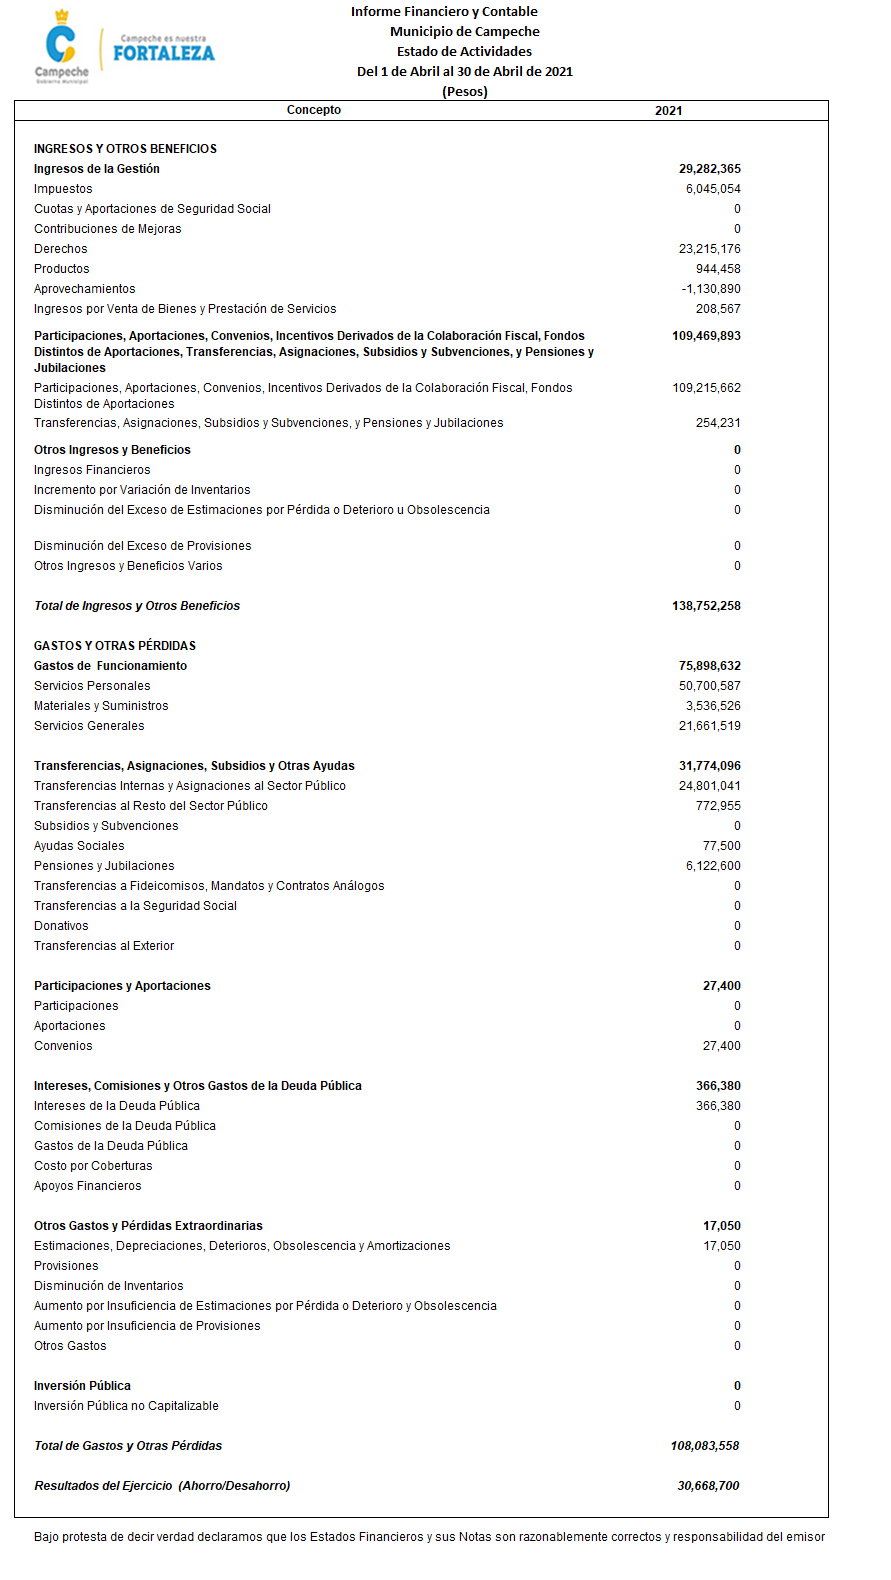 Informe Financiero y Contable
Municipio de Campeche
Estado de Actividades
Del 1 de Abril al 30 de Abril de 2021
(Pesos)
Campeche
Gobierno Municipal
Campeche es nuestra
FORTALEZA
Concepto 2021
INGRESOS Y OTROS BENEFICIOS
Ingresos de la Gestión 29,282,365
Impuestos 6,045,054
Cuotas y Aportaciones de Seguridad Social 0
Contribuciones de Mejoras 0
Derechos 23,215,176
Productos 944,458
Aprovechamientos -1,130,890
Ingresos por Venta de Bienes y Prestación de Servicios 208,567
Participaciones, Aportaciones, Convenios, Incentivos Derivados de la Colaboración Fiscal, Fondos 109,469,893
Distintos de Aportaciones, Transferencias, Asignaciones, Subsidios y Subvenciones, y Pensiones y
Jubilaciones
Participaciones, Aportaciones, Convenios, Incentivos Derivados de la Colaboración Fiscal, Fondos 109,215,662
Distintos de Aportaciones
Transferencias, Asignaciones, Subsidios y Subvenciones, y Pensiones y Jubilaciones 254,231
Otros Ingresos y Beneficios 0
Ingresos Financieros 0
Incremento por Variación de Inventarios 0
Disminución del Exceso de Estimaciones por Pérdida o Deterioro u Obsolescencia 0
Disminución del Exceso de Provisiones 0
Otros Ingresos y Beneficios Varios 0
Total de Ingresos y Otros Beneficios 138,752,258
GASTOS Y OTRAS PÉRDIDAS
Gastos de Funcionamiento 75,898,632
Servicios Personales 50,700,587
Materiales y Suministros 3,536,526
Servicios Generales 21,661,519
Transferencias, Asignaciones, Subsidios y Otras Ayudas 31,774,096
Transferencias Internas y Asignaciones al Sector Público 24,801,041
Transferencias al Resto del Sector Público 772,955
Subsidios y Subvenciones 0
Ayudas Sociales 77,500
Pensiones y Jubilaciones 6,122,600
Transferencias a Fideicomisos, Mandatos y Contratos Análogos 0
Transferencias a la Seguridad Social 0
Donativos 0
Transferencias al Exterior 0
Participaciones y Aportaciones 27,400
Participaciones 0
Aportaciones 0
Convenios 27,400
Intereses, Comisiones y Otros Gastos de la Deuda Pública 366,380
Intereses de la Deuda Pública 366,380
Comisiones de la Deuda Pública 0
Gastos de la Deuda Pública 0
Costo por Coberturas 0
Apoyos Financieros 0
Otros Gastos y Pérdidas Extraordinarias 17,050
Estimaciones, Depreciaciones, Deterioros, Obsolescencia y Amortizaciones 17,050
Provisiones 0
Disminución de Inventarios 0
Aumento por Insuficiencia de Estimaciones por Pérdida o Deterioro y Obsolescencia 0
Aumento por Insuficiencia de Provisiones 0
Otros Gastos 0
Inversión Pública 0
Inversión Pública no Capitalizable 0
Total de Gastos y Otras Pérdidas 108,083,558
Resultados del Ejercicio (Ahorro/Desahorro) 30,668,700
Bajo protesta de decir verdad declaramos que los Estados Financieros y sus Notas son razonablemente correctos y responsabilidad del emisor